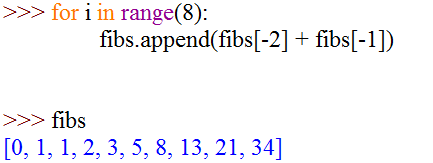 >>> for i in range(8):
fibs.append(fibs[-2] + fibs[-1])
>>> fibs
[0, 1, 1, 2, 3, 5, 8, 13, 21, 34]